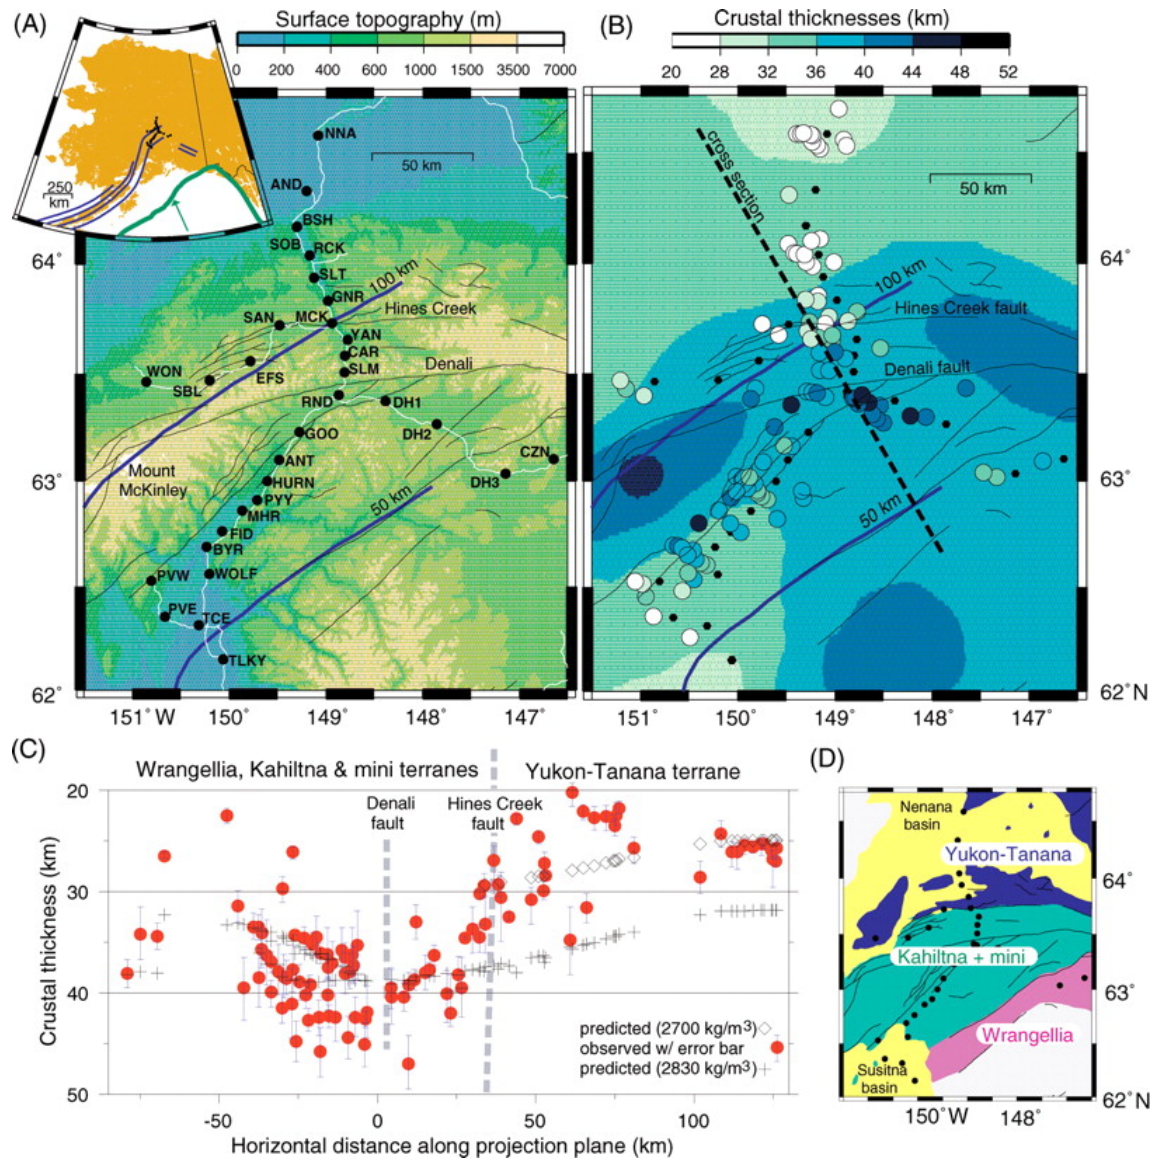 (A)
Surface topography (m)
0 200 400 600 1000 1500 3500 7000
250
km
NNA
50 km
AND
BSH
SOB
RCK
SLT
100 km
GNR
Hines Creek
SAN
MCK
YAN
CAR
Denali
WON
EFS
SLM
SBL
RND
DH1
GOO
DH2
CZN
ANT
Mount
McKinley
HURN
DH3
PYY
50 km
MHR
FID
BYR
PVW
WOLF
PVE
TCE
TLKY
64°
63°
62°
151°W 150° 149° 148° 147°
(B)
Crustal thicknesses (km)
20 28 32 36 40 44 48 52
cross section
50 km
100 km
Hines Creek fault
Denali fault
50 km
64°
63°
62°N
151° 150° 149° 148° 147°
(C)
Wrangellia, Kahiltna & mini terranes
Yukon-Tanana terrane
Denali
fault
Hines Creek
fault
20
30
40
50
Crustal thickness (km)
predicted (2700 kg/m³)
observed w/ error bar
predicted (2830 kg/m³)
-50 0 50 100
Horizontal distance along projection plane (km)
(D)
Nenana
basin
Yukon-Tanana
64°
Kahiltna + mini
63°
Wrangellia
Susitna
basin
62°N
150°W 148°